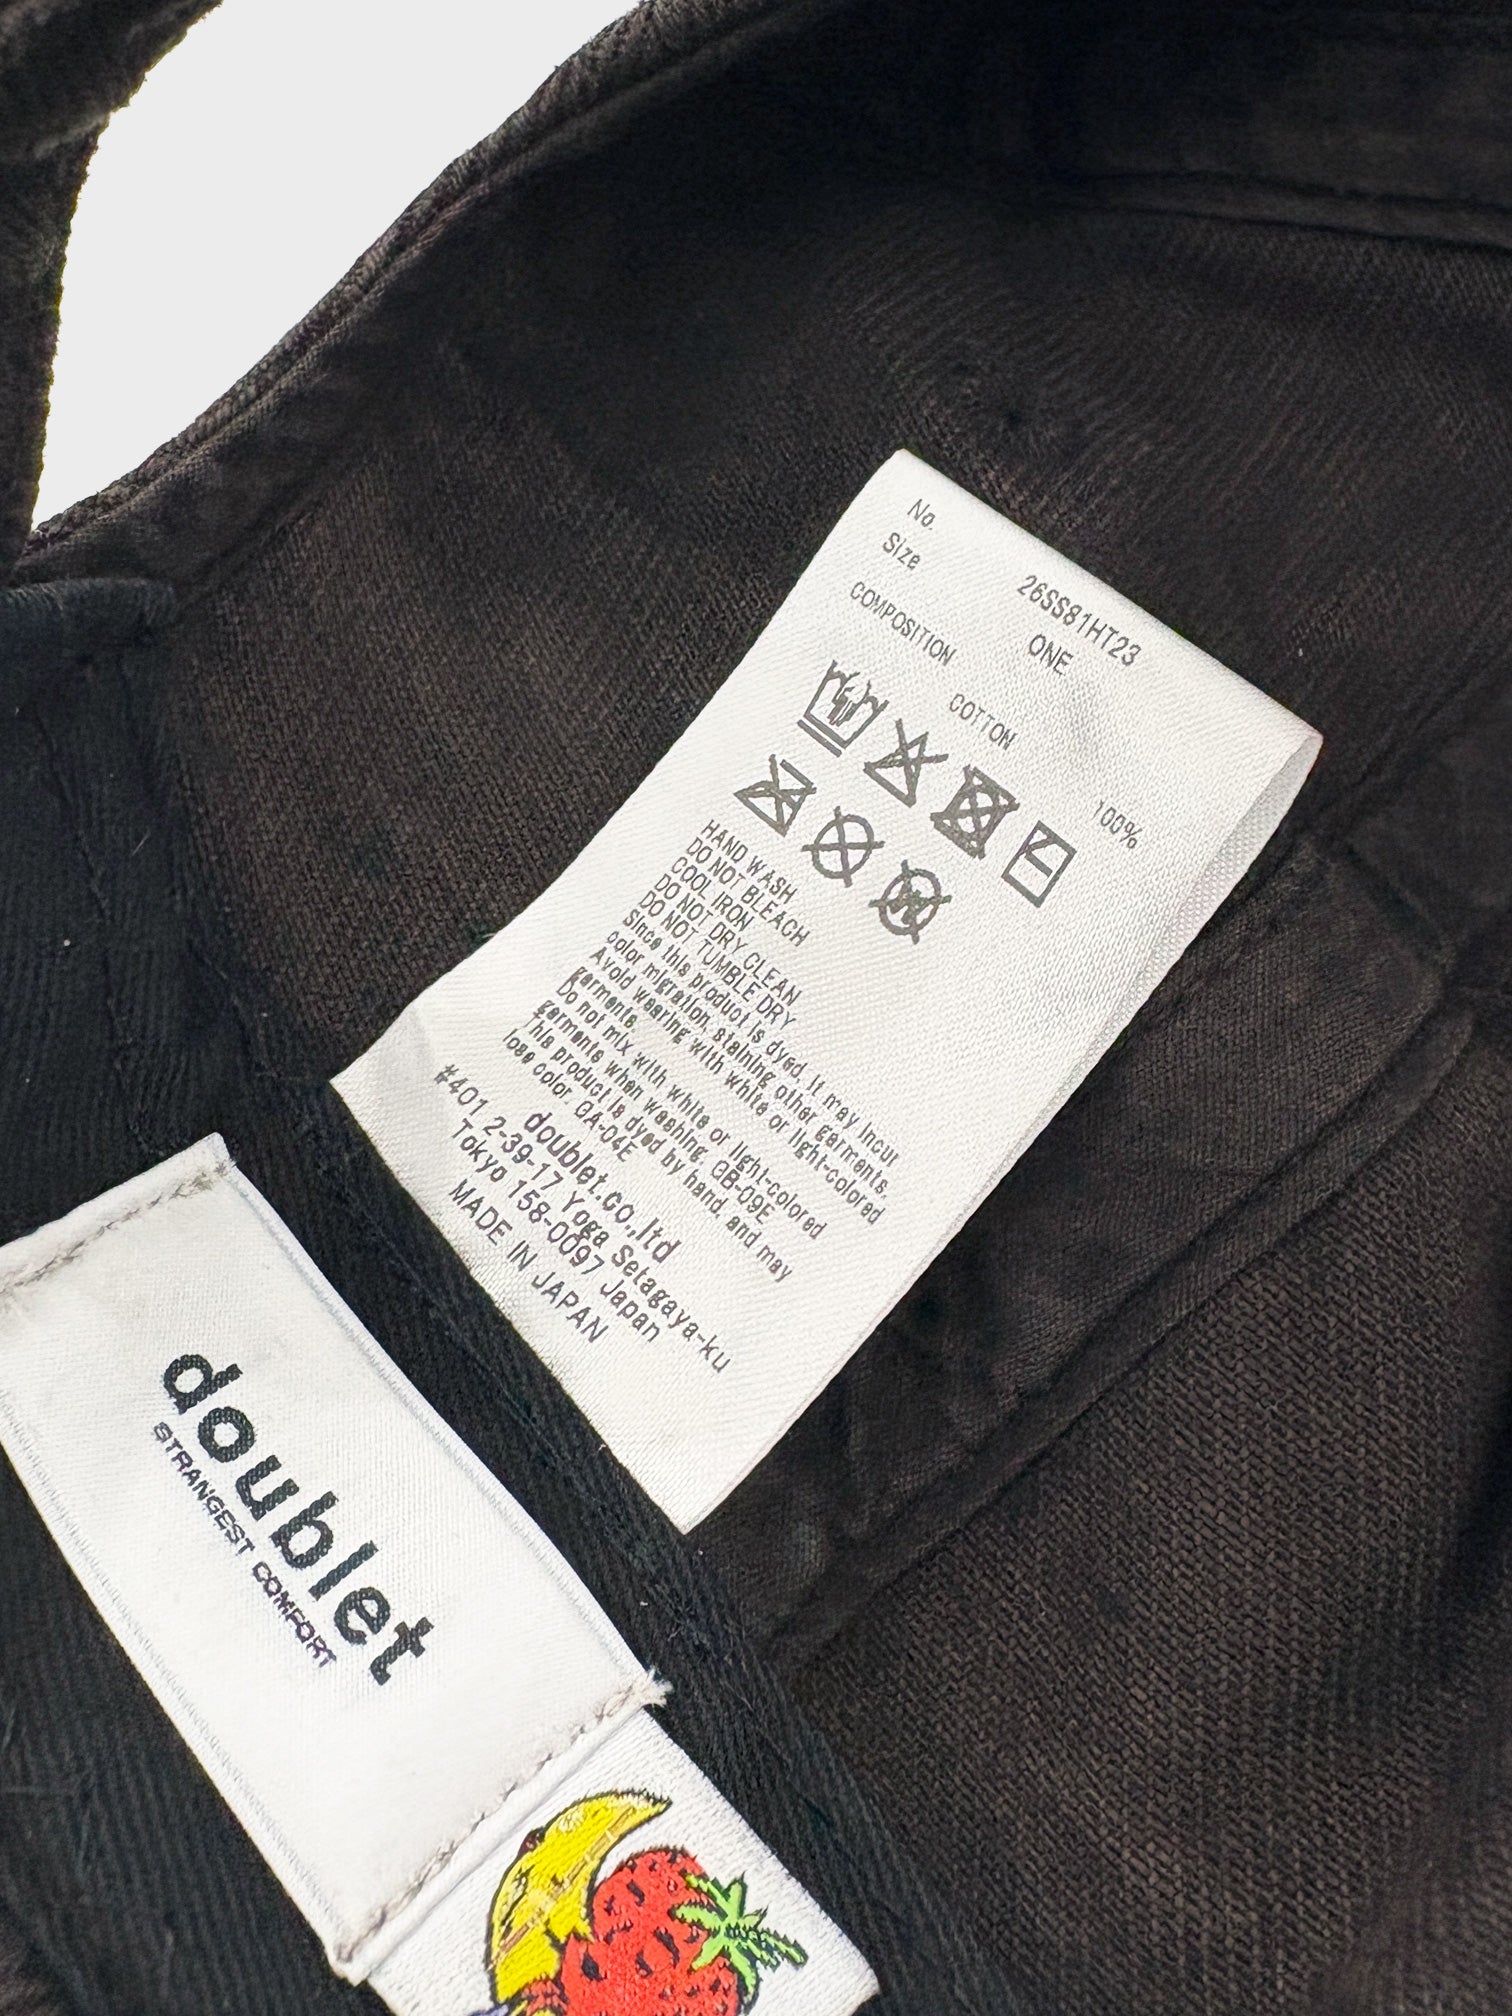 No. 26SS81HT23
Size ONE
COMPOSITION
COTTON 100%
HAND WASH
DO NOT BLEACH
COOL IRON
DO NOT DRY CLEAN
DO NOT TUMBLE DRY
Since this product is dyed, it may incur
color migration, staining other garments.
Avoid wearing with white or light-colored
garments.
Do not mix with white or light-colored
garments when washing. GB-09E
This product is dyed by hand, and may
lose color. GA-04E
doublet.co.,ltd
#401 2-39-17 Yoga Setagaya-ku
Tokyo 158-0097 Japan
MADE IN JAPAN
doublet
STRANGEST COMFORT